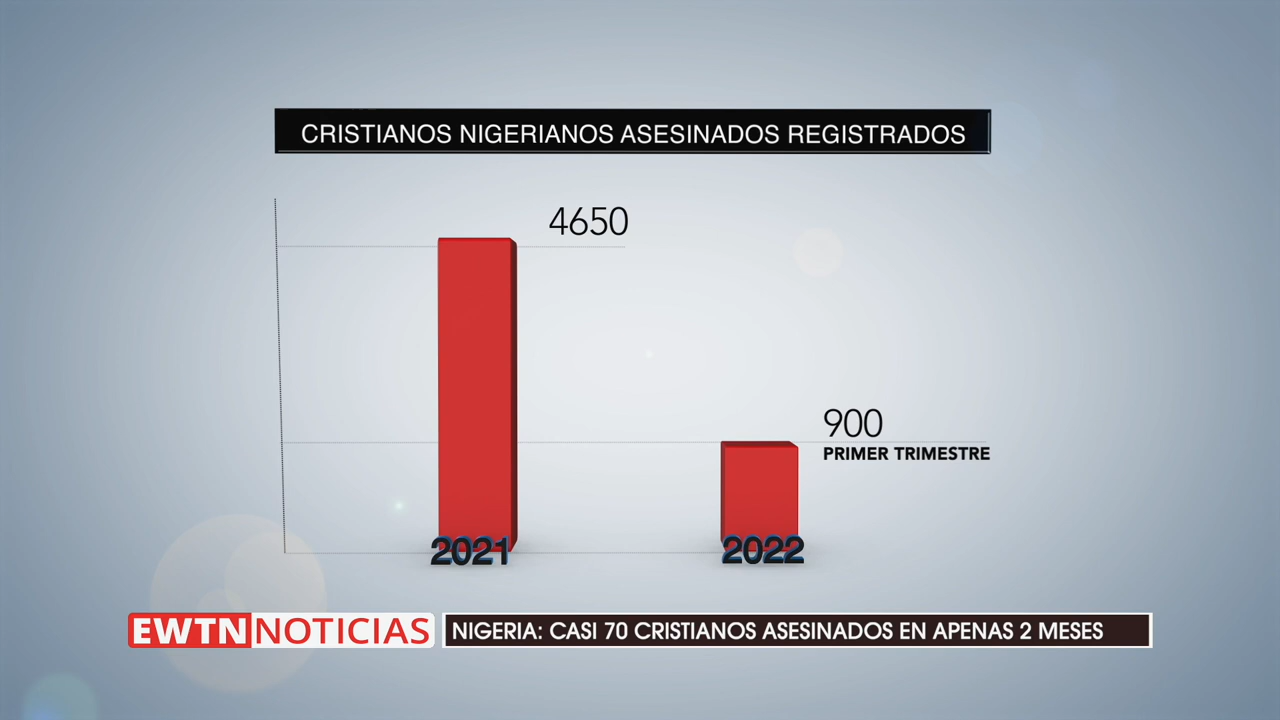 CRISTIANOS NIGERIANOS ASESINADOS REGISTRADOS
4650
900
PRIMER TRIMESTRE
2021
2022
EWTN NOTICIAS
NIGERIA: CASI 70 CRISTIANOS ASESINADOS EN APENAS 2 MESES